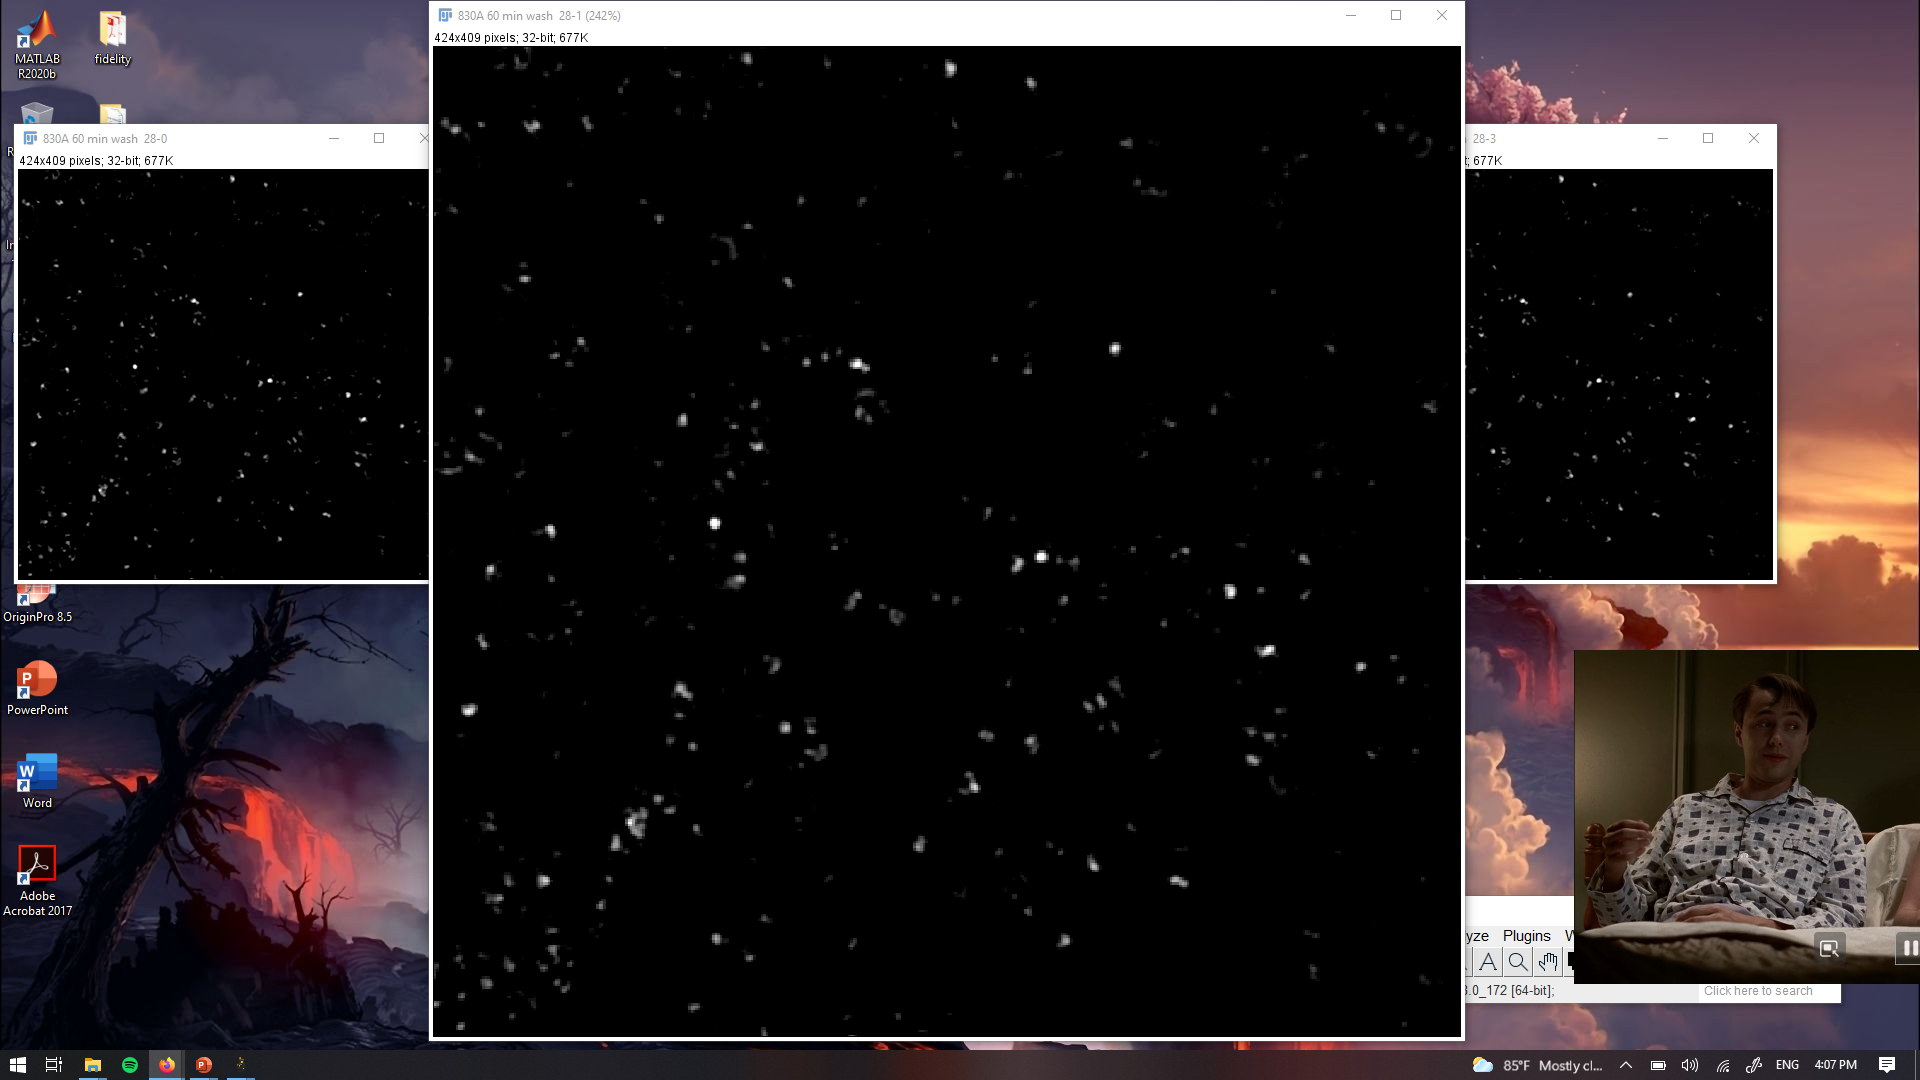 MATLAB
R2020b
fidelity
830A 60 min wash 28-1 (242%)
424x409 pixels; 32-bit; 677K
830A 60 min wash 28-0
424x409 pixels; 32-bit; 677K
28-3
677K
OriginPro 8.5
PowerPoint
Word
Adobe
Acrobat 2017
yze Plugins W
.0_172 [64-bit];
Click here to search
85°F Mostly cl...
ENG
4:07 PM